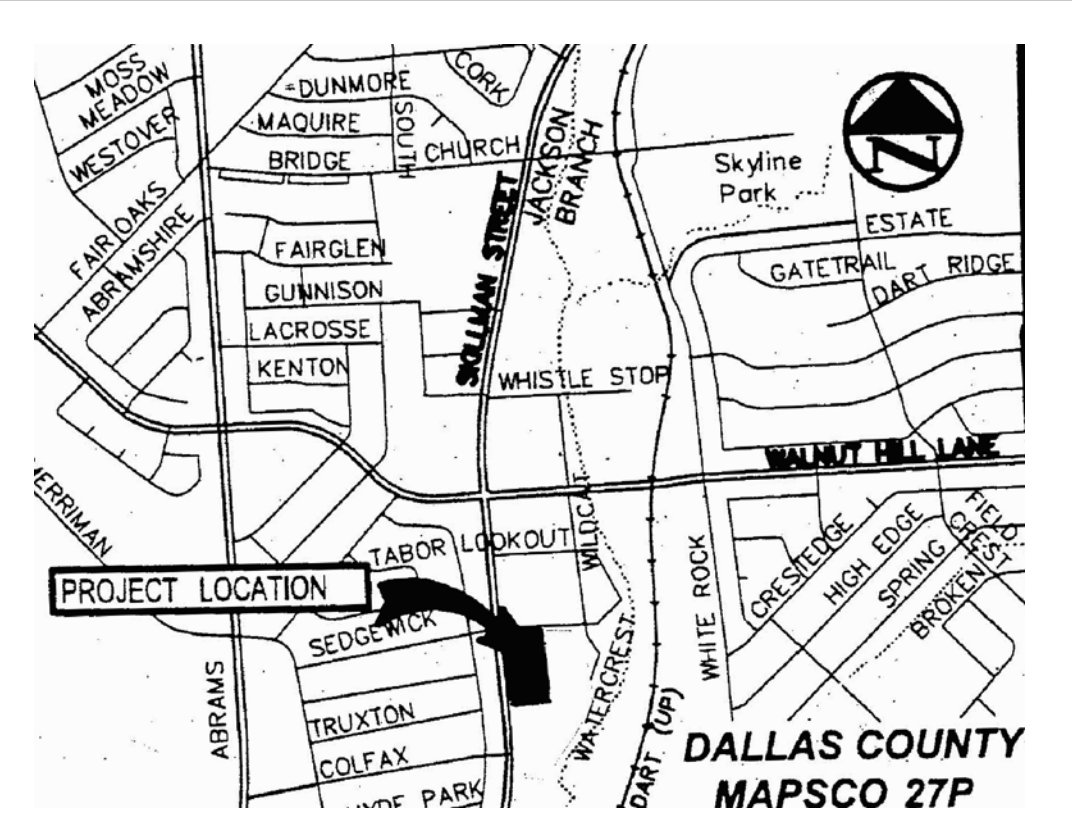 MOSS
MEADOW
WESTOVER
FAIR OAKS
ABRAMSHIRE
DUNMORE
MAQUIRE
BRIDGE
SOUTH
CHURCH
CORK
JACKSON
BRANCH
SKILLMAN STREET
Skyline
Park
N
ESTATE
GATETRAIL
DART RIDGE
FAIRGLEN
GUNNISON
LACROSSE
KENTON
WHISTLE STOP
WALNUT HILL LANE
MERRIMAN
TABOR
LOOKOUT
WILDCAT
PROJECT LOCATION
SEDGEWICK
WATERCREST
WHITE ROCK
CRESTEDGE
HIGH EDGE
SPRING
BROKEN
FIELD
CREST
ABRAMS
TRUXTON
COLFAX
HYDE PARK
DART (UP)
DALLAS COUNTY
MAPSCO 27P